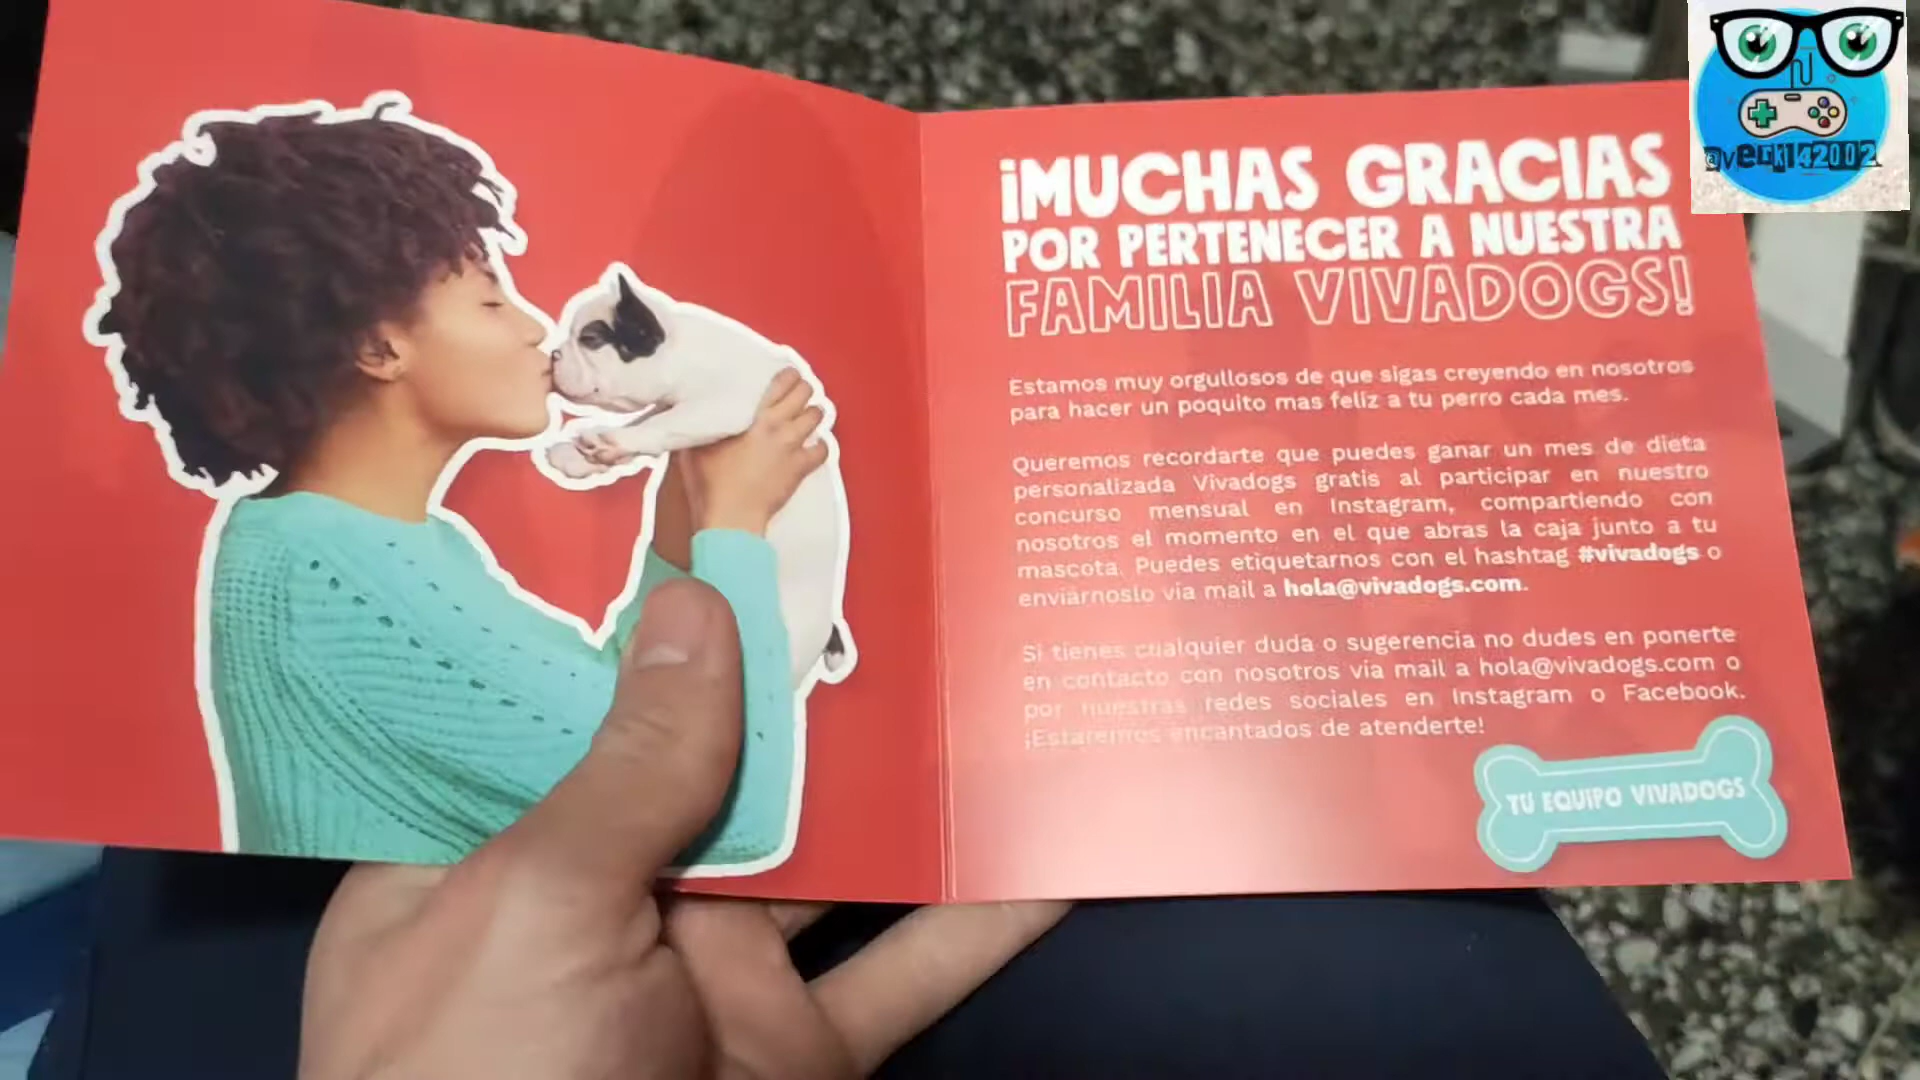 ¡MUCHAS GRACIAS
POR PERTENECER A NUESTRA
FAMILIA VIVADOGS!
Estamos muy orgullosos de que sigas creyendo en nosotros
para hacer un poquito mas feliz a tu perro cada mes.
Queremos recordarte que puedes ganar un mes de dieta
personalizada Vivadogs gratis al participar en nuestro
concurso mensual en Instagram, compartiendo con
nosotros el momento en el que abras la caja junto a tu
mascota. Puedes etiquetarnos con el hashtag #vivadogs o
enviárnoslo vía mail a hola@vivadogs.com.
Si tienes cualquier duda o sugerencia no dudes en ponerte
en contacto con nosotros vía mail a hola@vivadogs.com o
por nuestras redes sociales en Instagram o Facebook.
¡Estaremos encantados de atenderte!
TU EQUIPO VIVADOGS
@verk142002